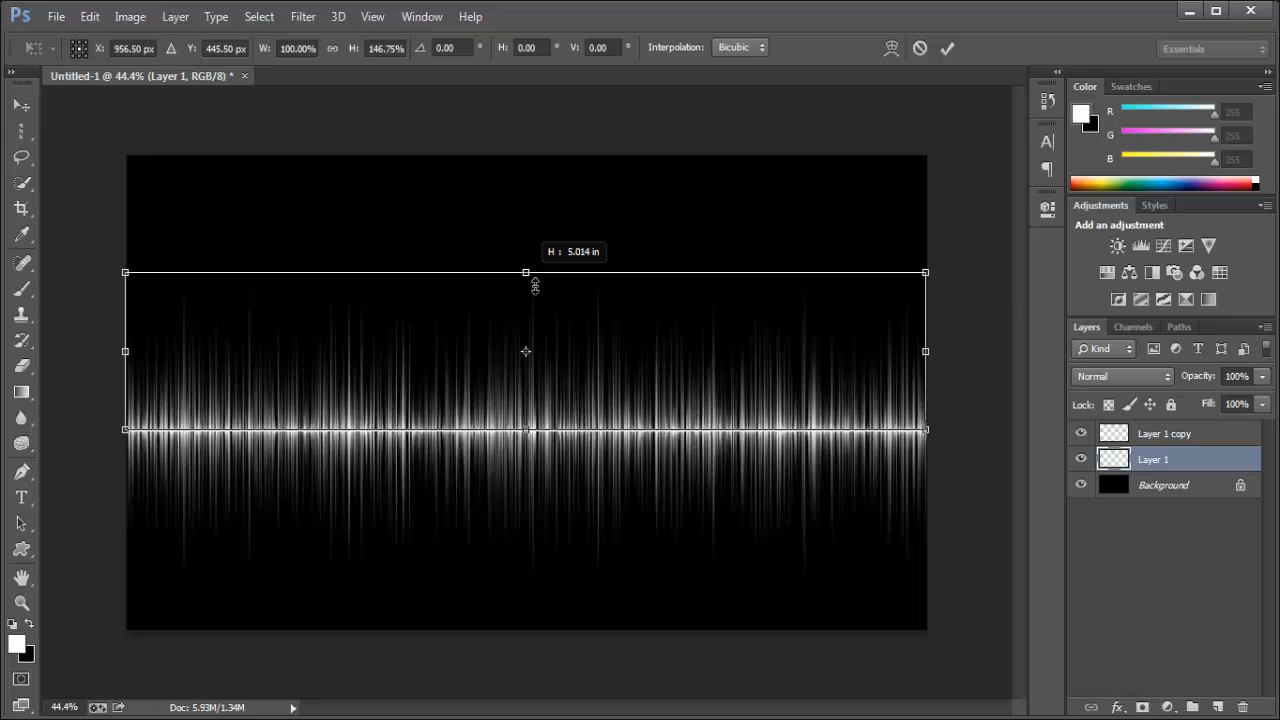 Ps File Edit Image Layer Type Select Filter 3D View Window Help
X: 956.50 px Y: 445.50 px W: 100.00% H: 146.75% 0.00 ° H: 0.00 ° V: 0.00 ° Interpolation: Bicubic Essentials
Untitled-1 @ 44.4% (Layer 1, RGB/8) * ×
Color Swatches
R 255
G 255
B 255
Adjustments Styles
Add an adjustment
H : 5.014 in
Layers Channels Paths
Kind
Normal Opacity: 100%
Lock: Fill: 100%
Layer 1 copy
Layer 1
Background
44.4% Doc: 5.93M/1.34M